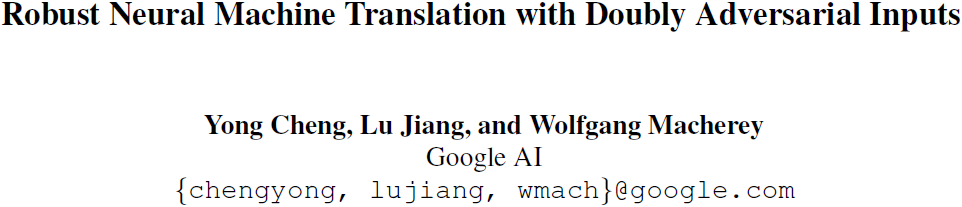 Robust Neural Machine Translation with Doubly Adversarial Inputs
Yong Cheng, Lu Jiang, and Wolfgang Macherey
Google AI
{chengyong, lujiang, wmach}@google.com